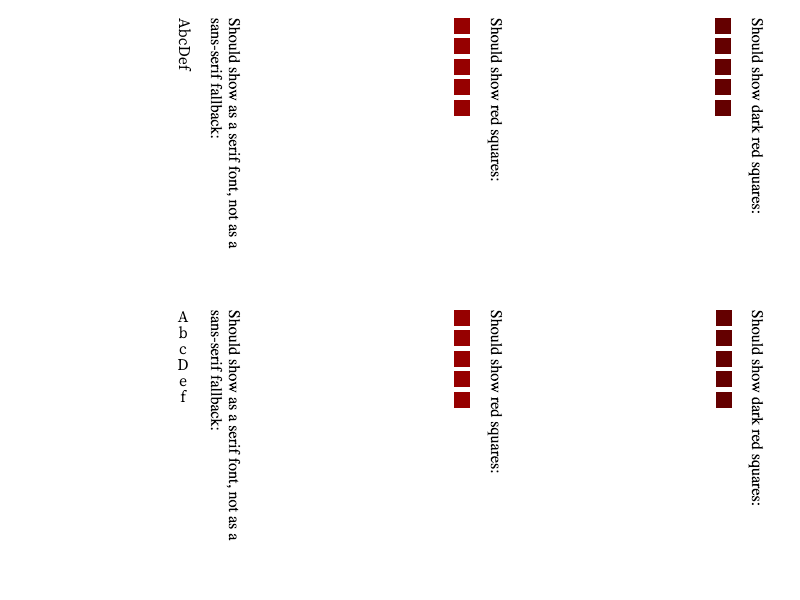 Should show dark red squares:
Should show red squares:
Should show as a serif font, not as a
sans-serif fallback:
AbcDef
Should show dark red squares:
Should show red squares:
Should show as a serif font, not as a
sans-serif fallback:
AbcDef